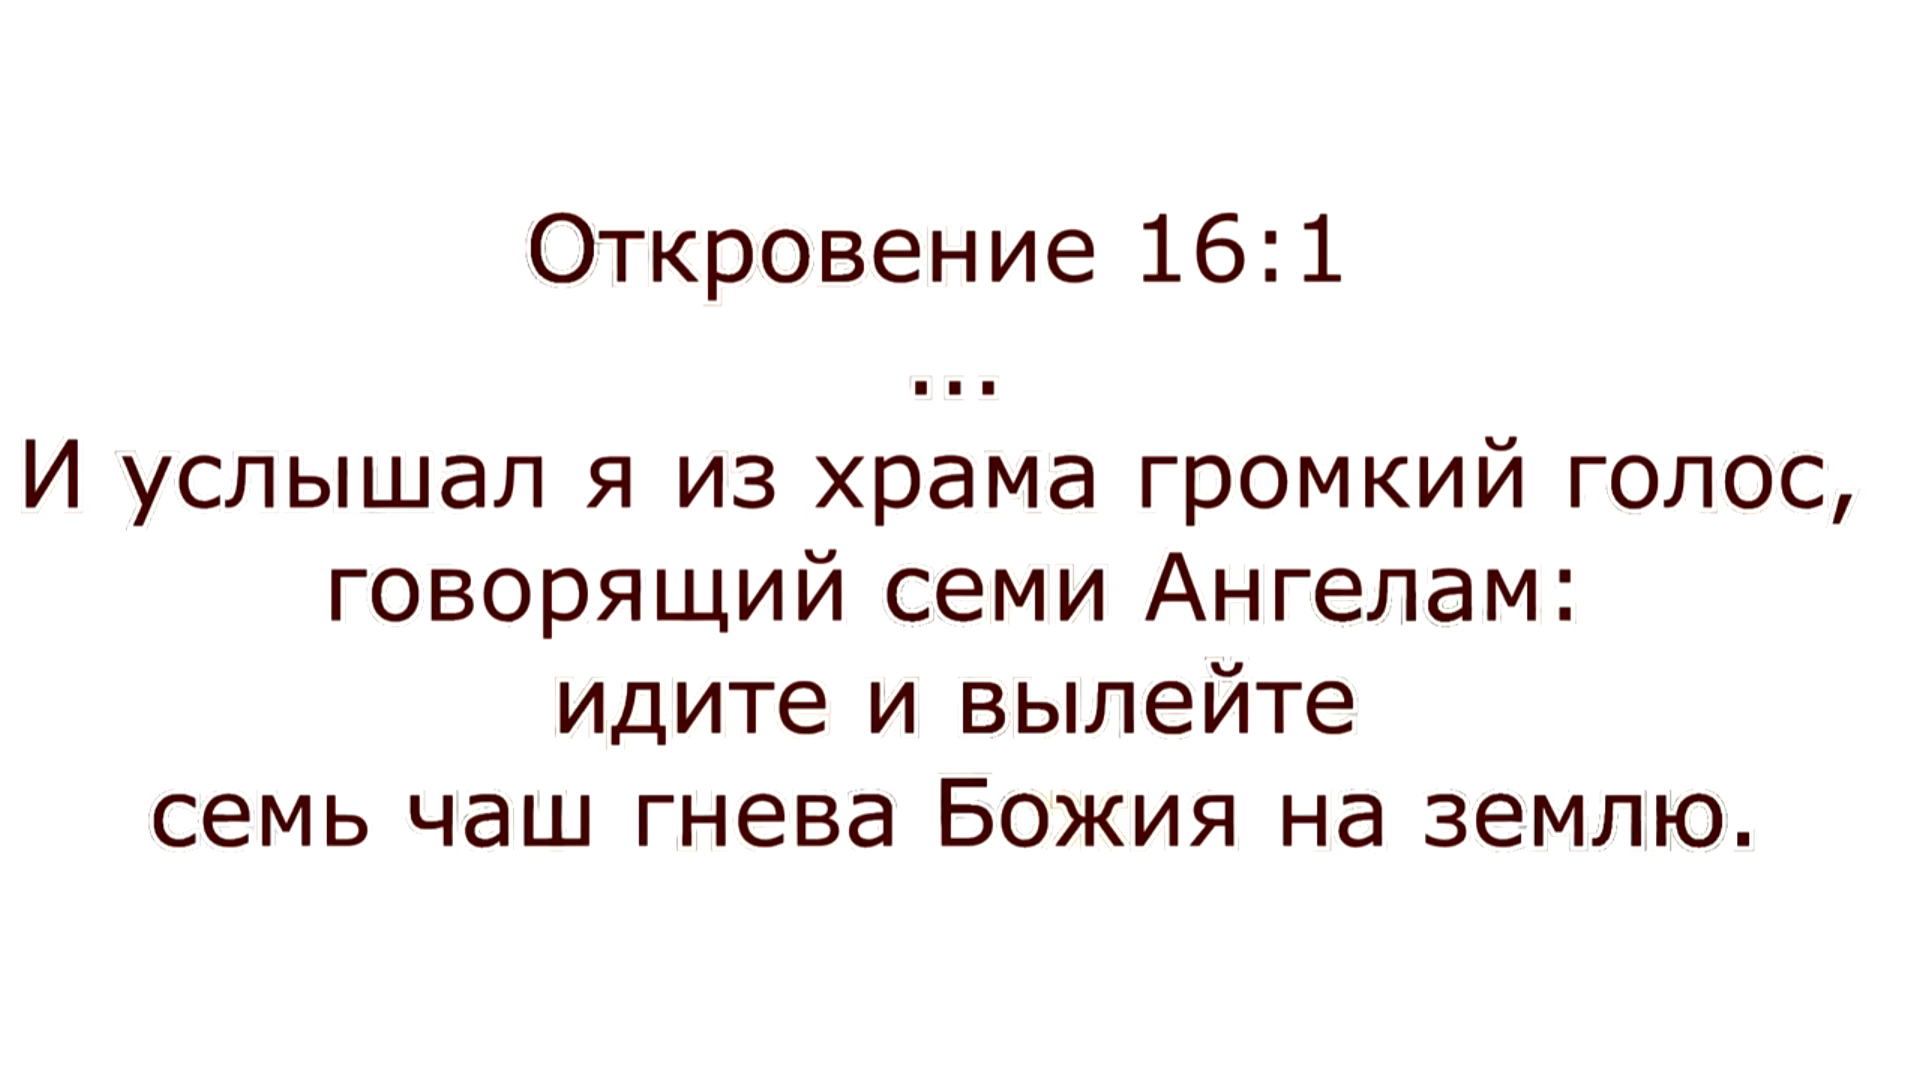 Откровение 16:1
...
И услышал я из храма громкий голос,
говорящий семи Ангелам:
идите и вылейте
семь чаш гнева Божия на землю.